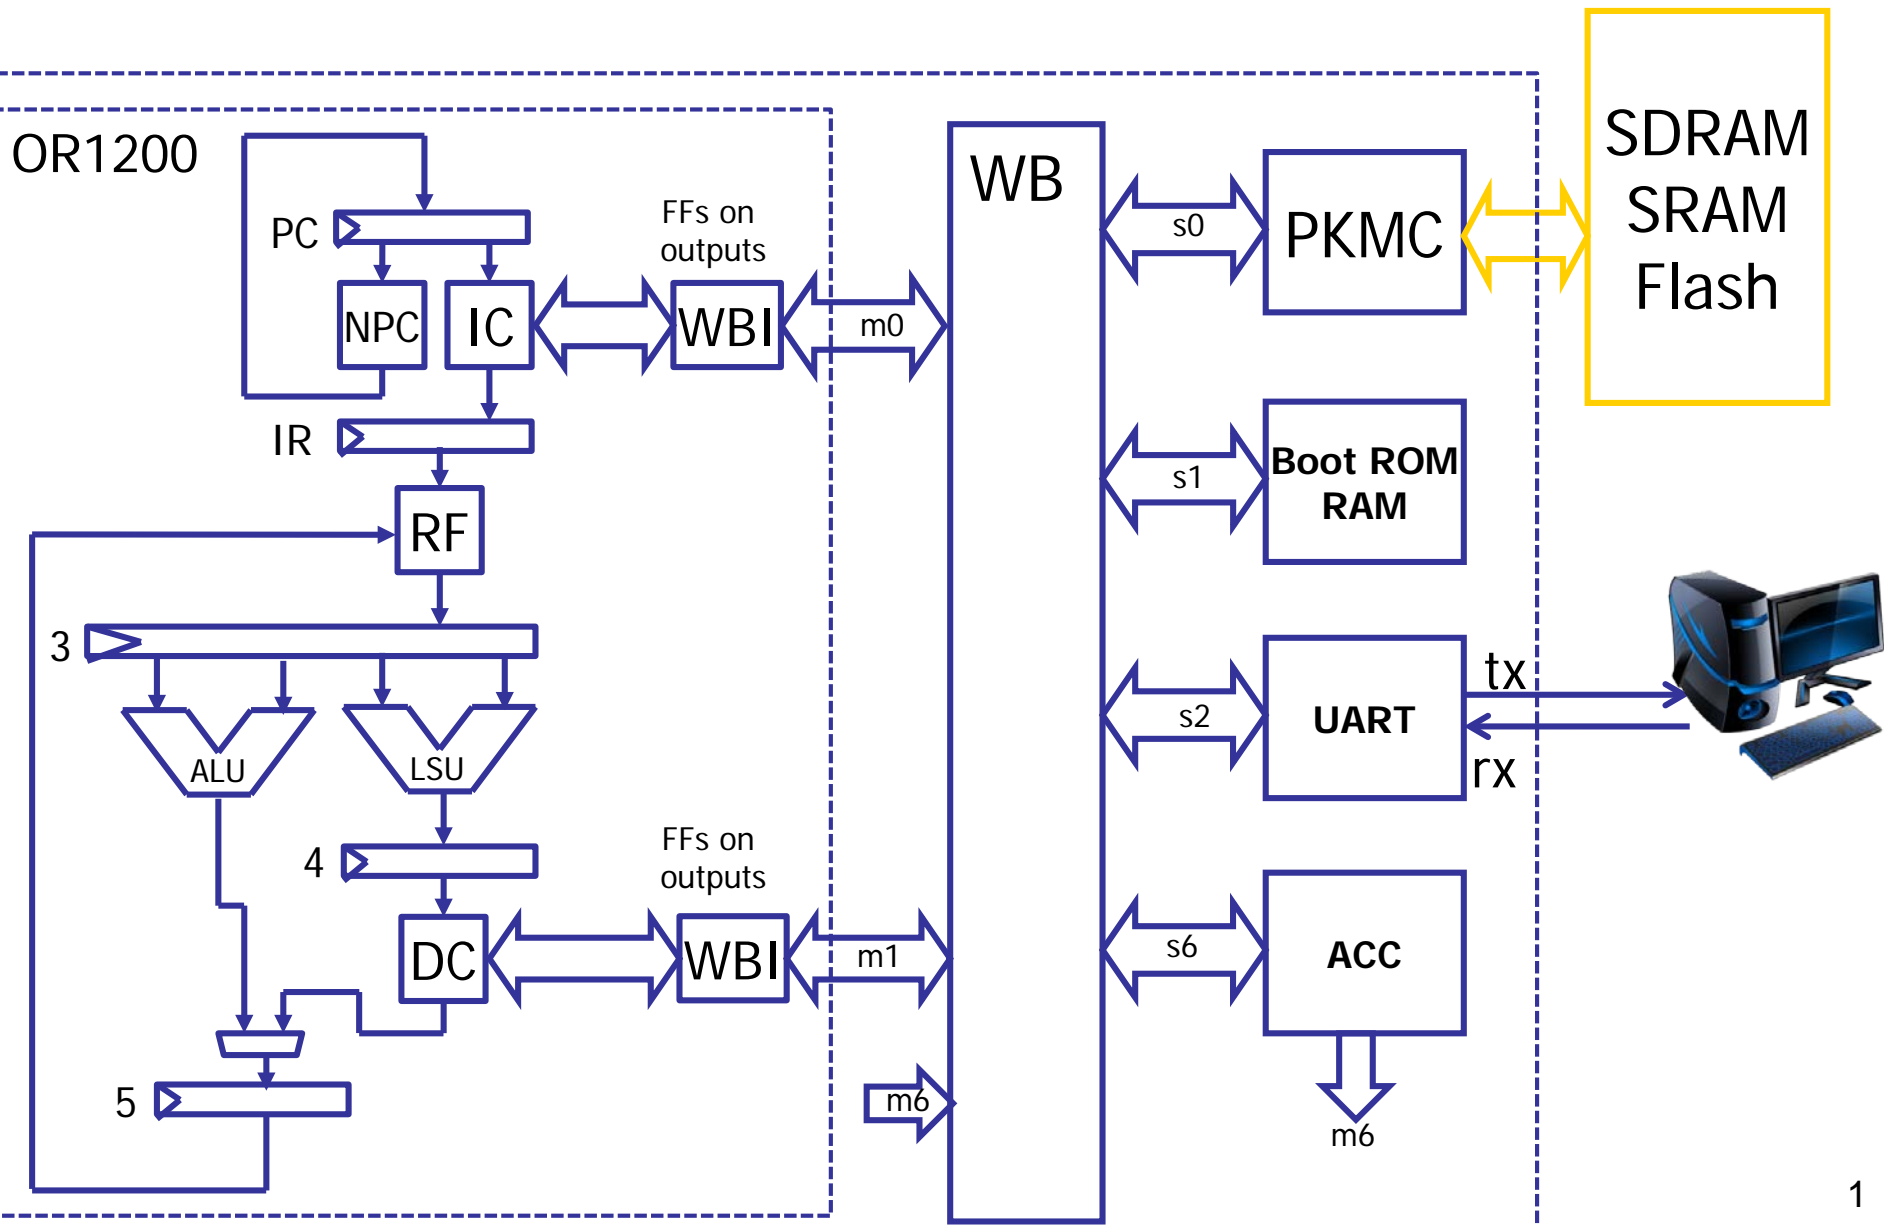 OR1200
PC
NPC
IC
FFs on
outputs
WBI
m0
IR
RF
3
ALU
LSU
4
FFs on
outputs
DC
WBI
m1
5
m6
WB
s0
PKMC
SDRAM
SRAM
Flash
s1
Boot ROM
RAM
s2
UART
tx
rx
s6
ACC
m6
1